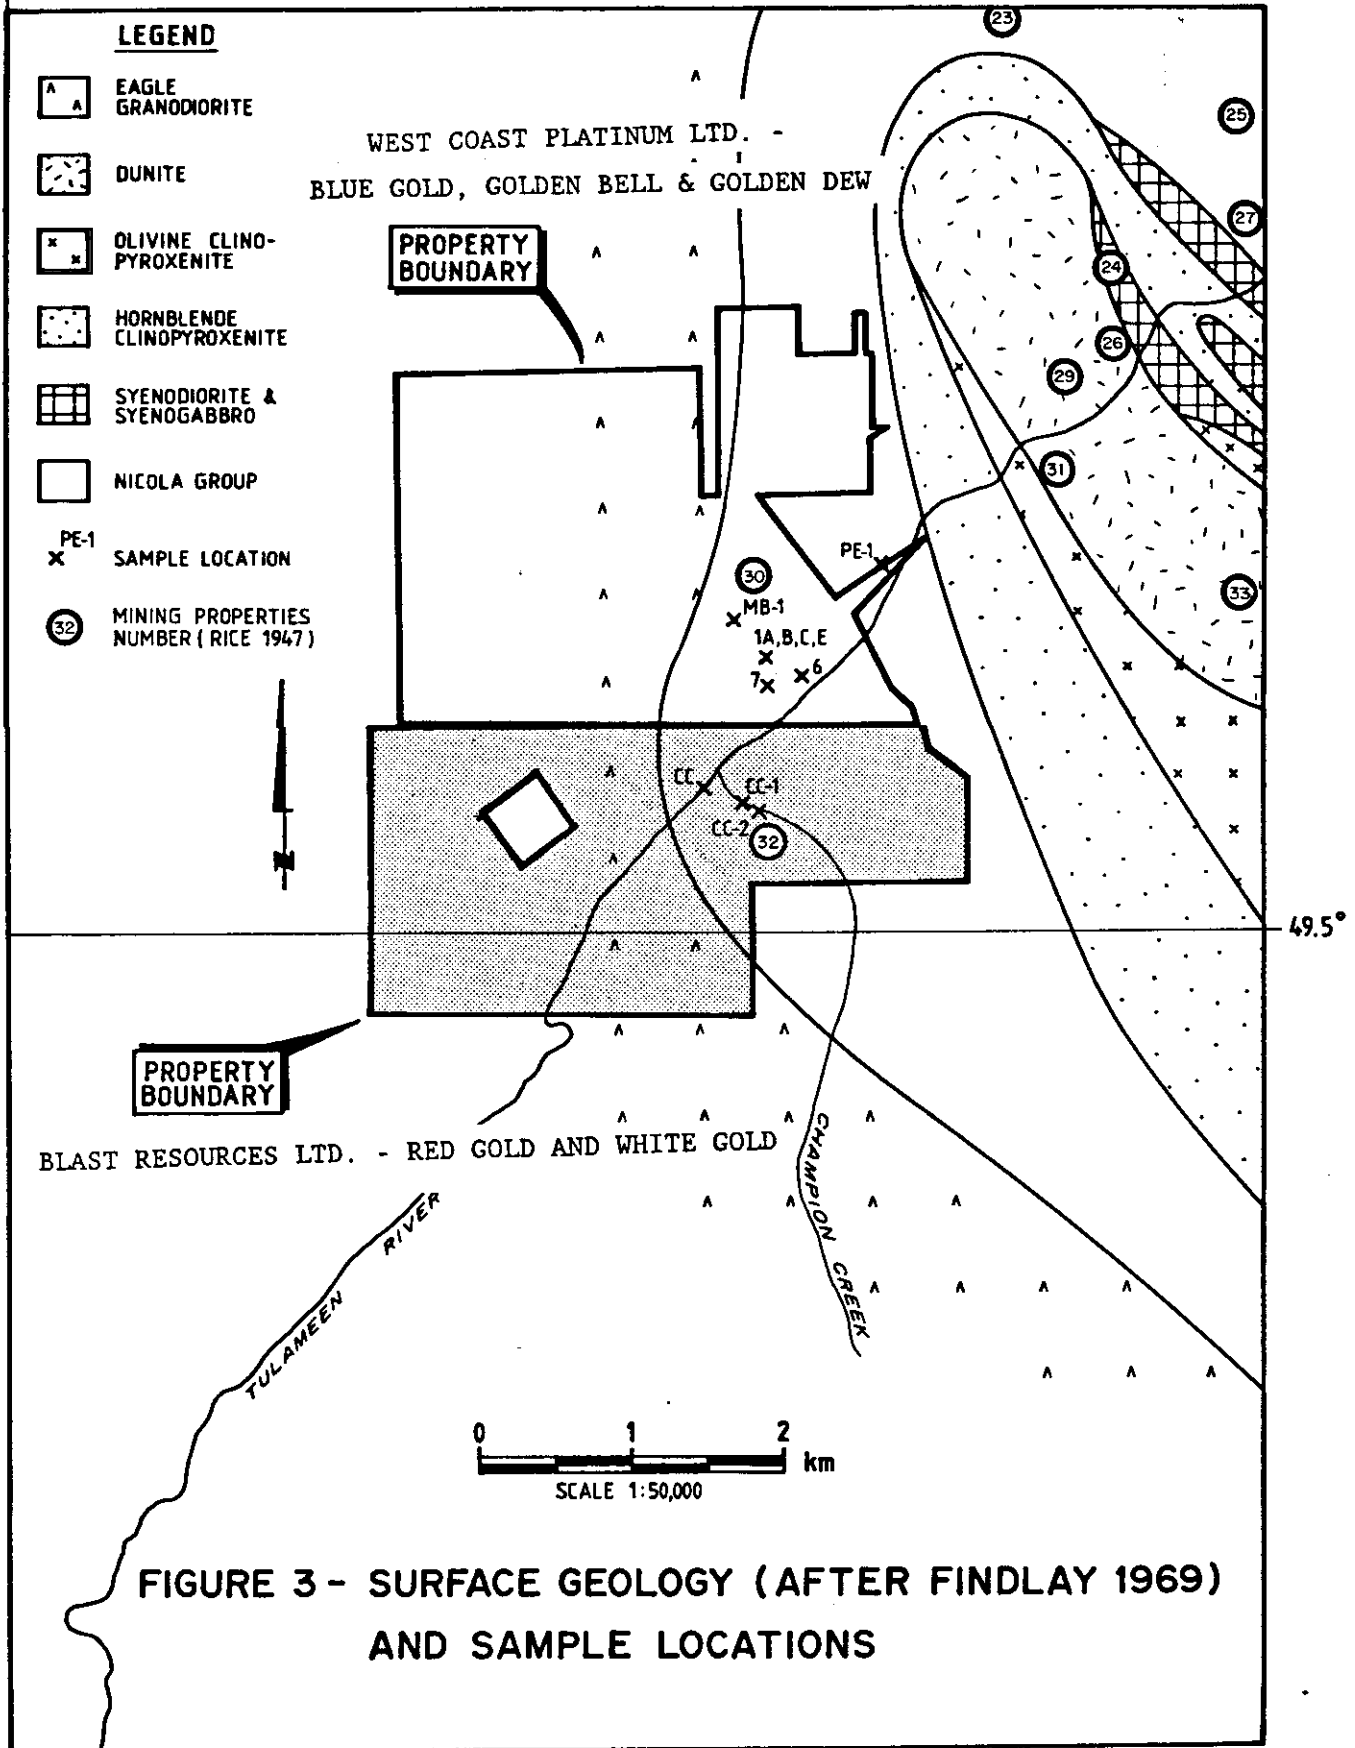 LEGEND
EAGLE
GRANODIORITE
DUNITE
OLIVINE CLINO-
PYROXENITE
HORNBLENDE
CLINOPYROXENITE
SYENODIORITE &
SYENOGABBRO
NICOLA GROUP
PE-1
SAMPLE LOCATION
32
MINING PROPERTIES
NUMBER (RICE 1947)
N
WEST COAST PLATINUM LTD. -
BLUE GOLD, GOLDEN BELL & GOLDEN DEW
PROPERTY
BOUNDARY
23
25
27
24
26
29
31
33
30
PE-1
MB-1
1A,B,C,E
6
7
CC
CC-1
CC-2
32
49.5°
PROPERTY
BOUNDARY
BLAST RESOURCES LTD. - RED GOLD AND WHITE GOLD
CHAMPION CREEK
TULAMEEN RIVER
0 1 2
km
SCALE 1:50,000
FIGURE 3 - SURFACE GEOLOGY (AFTER FINDLAY 1969)
AND SAMPLE LOCATIONS